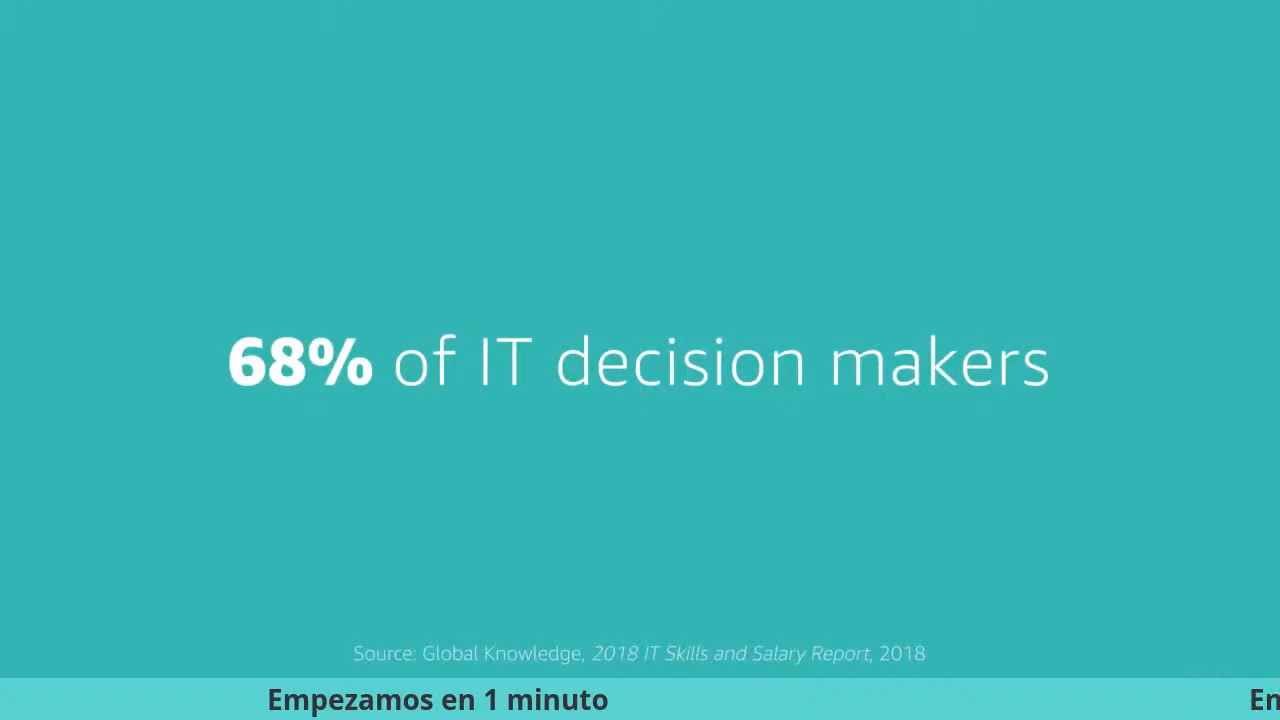 68% of IT decision makers
Source: Global Knowledge, 2018 IT Skills and Salary Report, 2018
Empezamos en 1 minuto